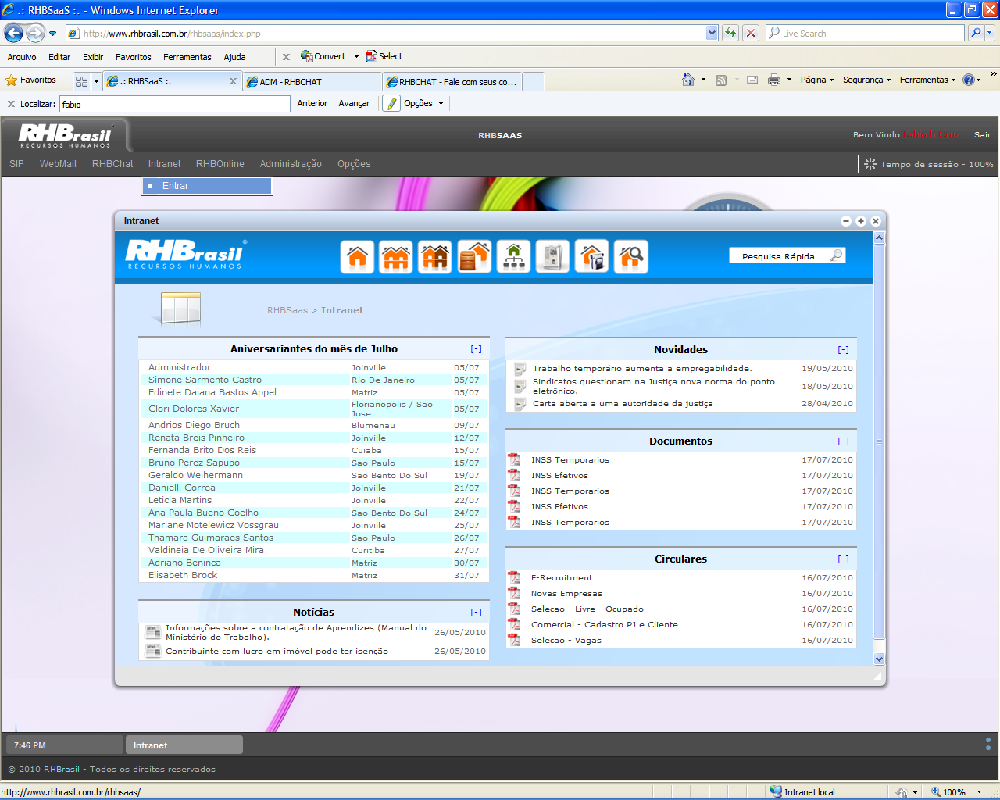 .: RHBSaaS :. - Windows Internet Explorer
http://www.rhbrasil.com.br/rhbsaas/index.php
Live Search
Arquivo Editar Exibir Favoritos Ferramentas Ajuda x Convert Select
Favoritos .: RHBSaaS :. ADM - RHBCHAT RHBCHAT - Fale com seus co... Página Segurança Ferramentas »
x Localizar: fabio Anterior Avançar Opções
RHBrasil
RECURSOS HUMANOS
RHBSAAS
Bem Vindo Fabio h Cruz Sair
SIP WebMail RHBChat Intranet RHBOnline Administração Opções
Tempo de sessão - 100%
Entrar
Intranet
RHBrasil®
RECURSOS HUMANOS
Pesquisa Rápida
RHBSaas > Intranet
Aniversariantes do mês de Julho [-]
Administrador Joinville 05/07
Simone Sarmento Castro Rio De Janeiro 05/07
Edinete Daiana Bastos Appel Matriz 05/07
Clori Dolores Xavier Florianopolis / Sao Jose 05/07
Andrios Diego Bruch Blumenau 09/07
Renata Breis Pinheiro Joinville 12/07
Fernanda Brito Dos Reis Cuiaba 15/07
Bruno Perez Sapupo Sao Paulo 15/07
Geraldo Weihermann Sao Bento Do Sul 19/07
Danielli Correa Joinville 21/07
Leticia Martins Joinville 22/07
Ana Paula Bueno Coelho Sao Bento Do Sul 24/07
Mariane Motelewicz Vossgrau Joinville 25/07
Thamara Guimaraes Santos Sao Paulo 26/07
Valdineia De Oliveira Mira Curitiba 27/07
Adriano Beninca Matriz 30/07
Elisabeth Brock Matriz 31/07
Notícias [-]
Informações sobre a contratação de Aprendizes (Manual do
Ministério do Trabalho). 26/05/2010
Contribuinte com lucro em imóvel pode ter isenção 26/05/2010
Novidades [-]
Trabalho temporário aumenta a empregabilidade. 19/05/2010
Sindicatos questionam na Justiça nova norma do ponto
eletrônico. 18/05/2010
Carta aberta a uma autoridade da justiça 28/04/2010
Documentos [-]
INSS Temporarios 17/07/2010
INSS Efetivos 17/07/2010
INSS Temporarios 17/07/2010
INSS Efetivos 17/07/2010
INSS Temporarios 17/07/2010
Circulares [-]
E-Recruitment 16/07/2010
Novas Empresas 16/07/2010
Selecao - Livre - Ocupado 16/07/2010
Comercial - Cadastro PJ e Cliente 16/07/2010
Selecao - Vagas 16/07/2010
7:46 PM Intranet
© 2010 RHBrasil - Todos os direitos reservados
http://www.rhbrasil.com.br/rhbsaas/ Intranet local 100%